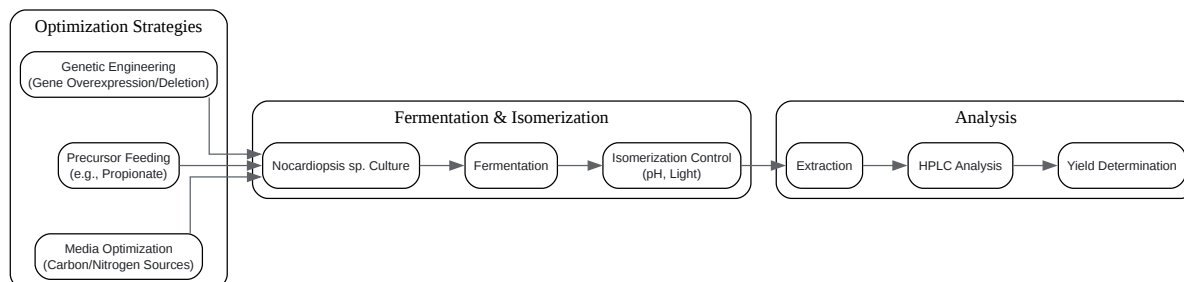 Optimization Strategies
Genetic Engineering
(Gene Overexpression/Deletion)
Precursor Feeding
(e.g., Propionate)
Media Optimization
(Carbon/Nitrogen Sources)
Fermentation & Isomerization
Nocardiopsis sp. Culture
Fermentation
Isomerization Control
(pH, Light)
Analysis
Extraction
HPLC Analysis
Yield Determination